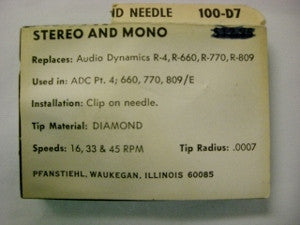 ID NEEDLE 100-D7
STEREO AND MONO
Replaces: Audio Dynamics R-4, R-660, R-770, R-809
Used in: ADC Pt. 4; 660, 770, 809/E
Installation: Clip on needle.
Tip Material: DIAMOND
Speeds: 16, 33 & 45 RPM Tip Radius: .0007
PFANSTIEHL, WAUKEGAN, ILLINOIS 60085